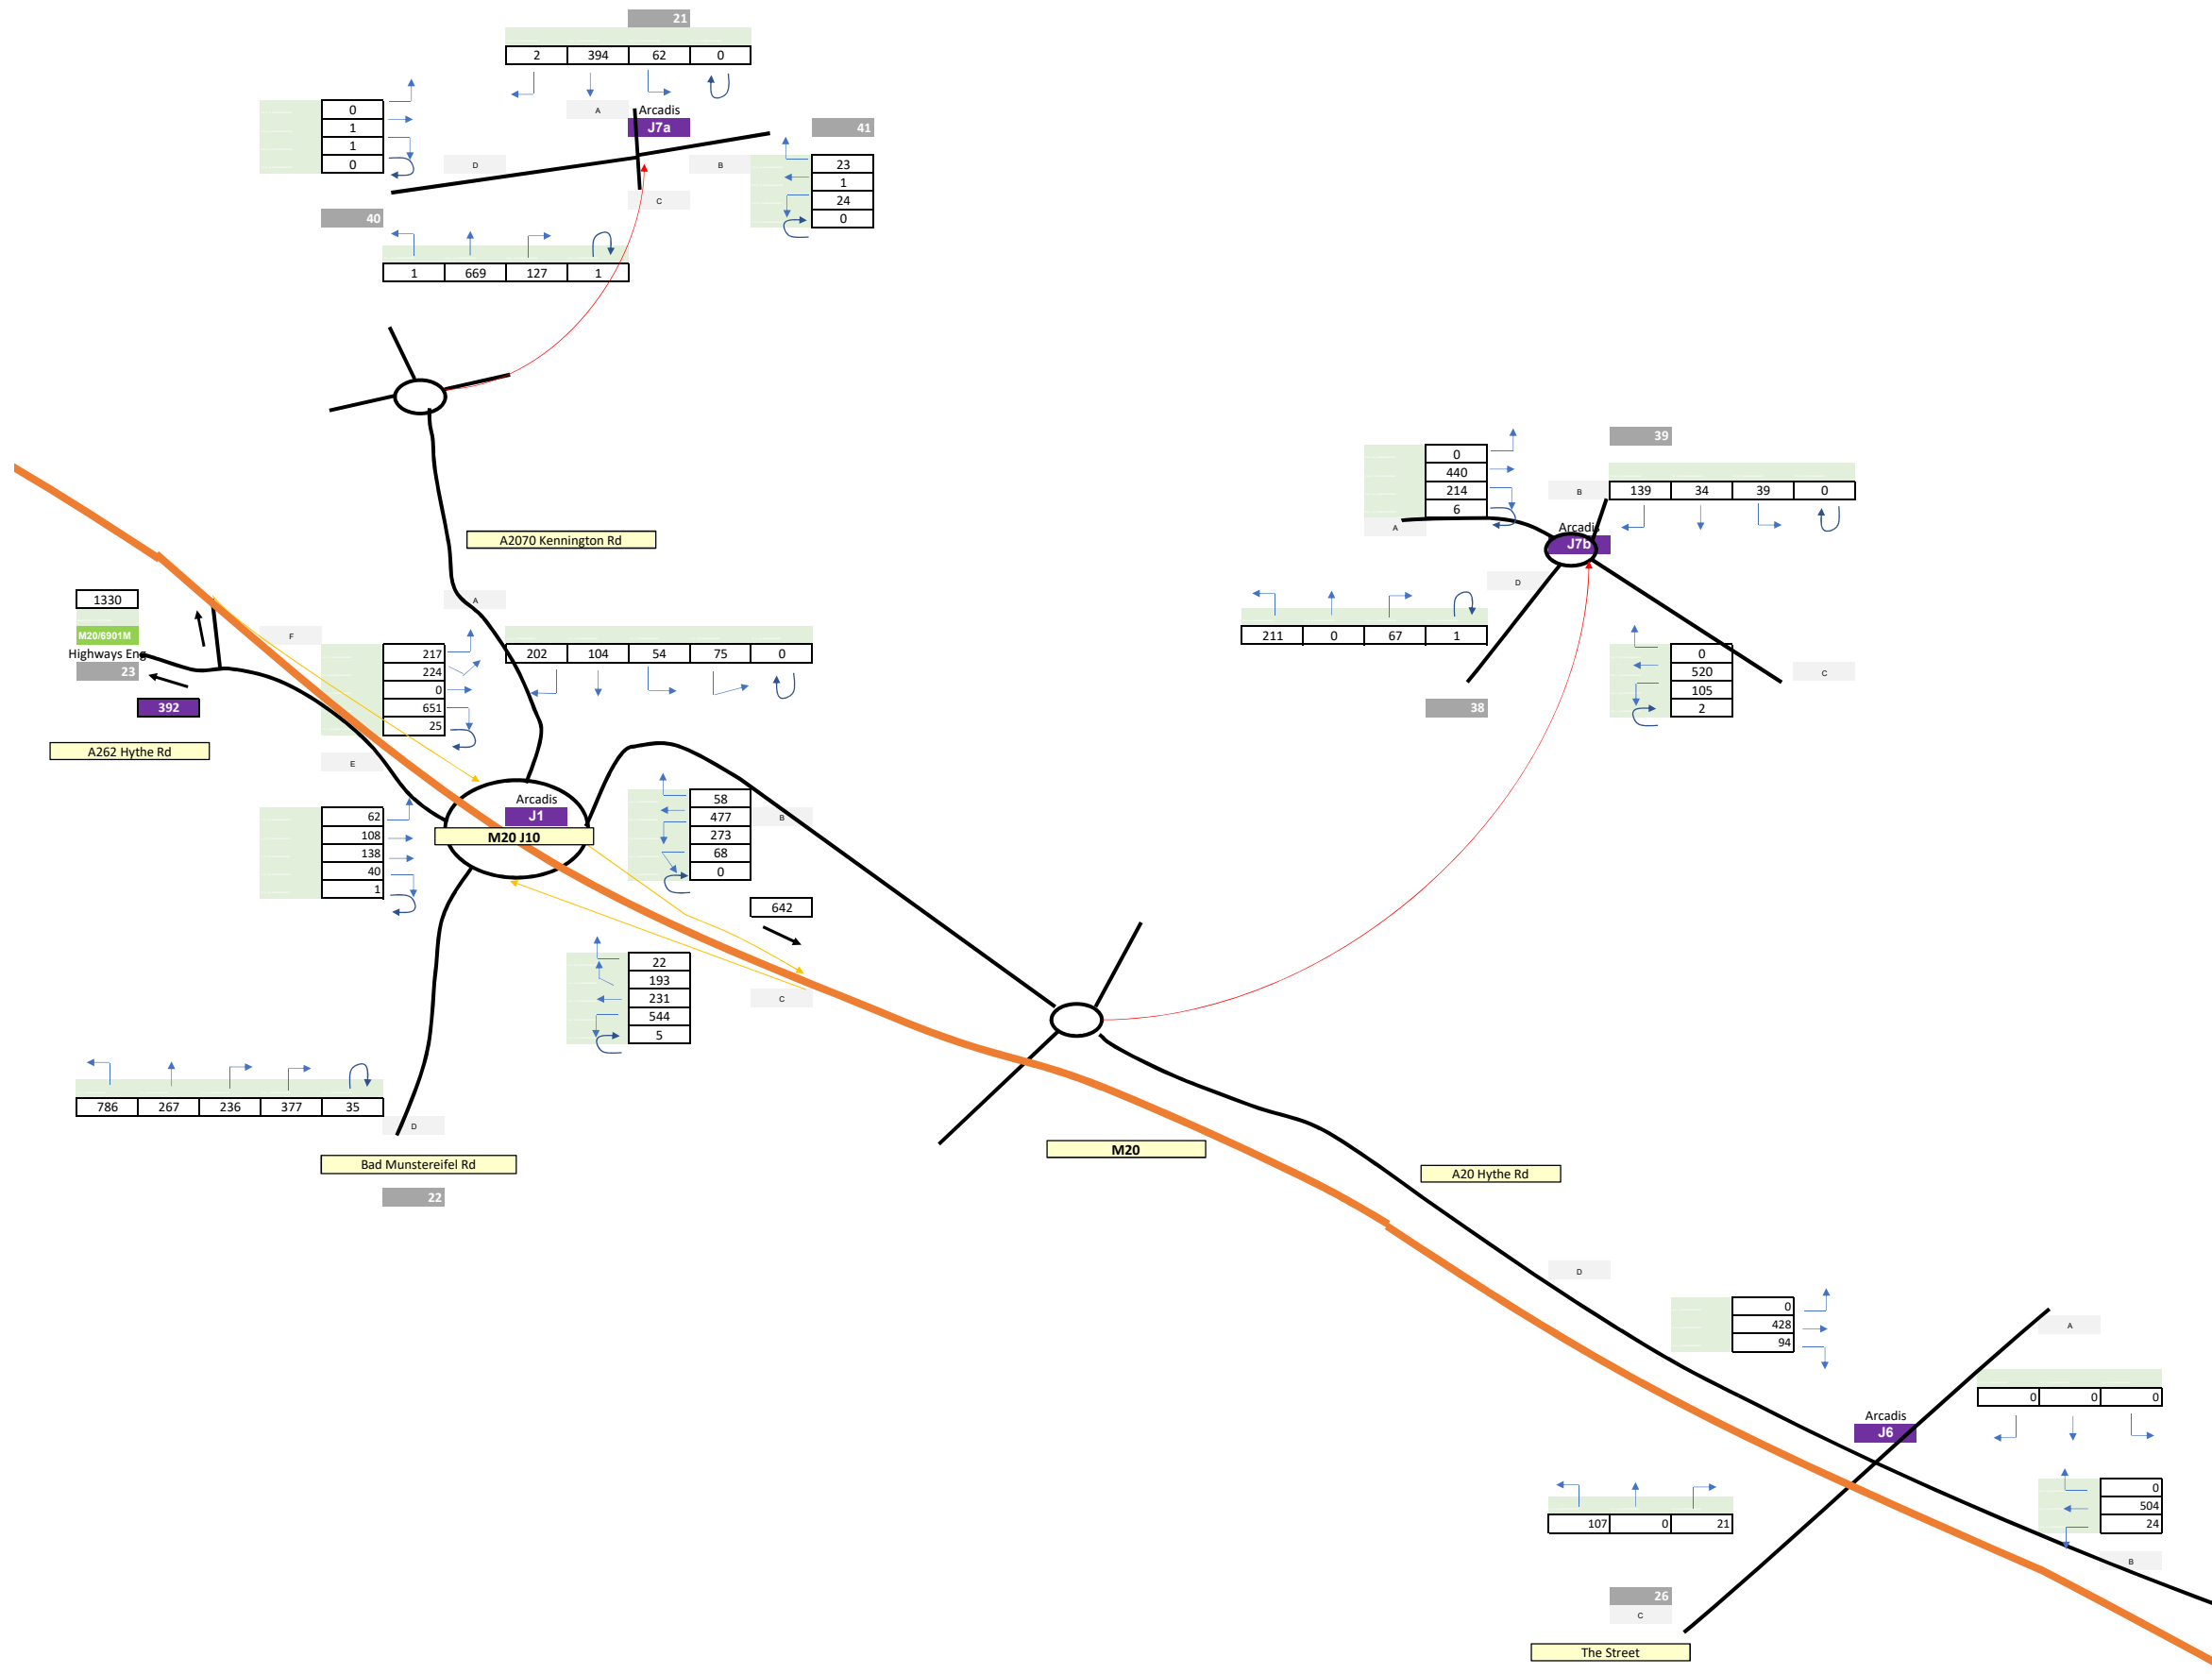 21
2 394 62 0
A
Arcadis
J7a
0
1
1
0
D
B
41
23
1
24
0
C
40
1 669 127 1
39
0
440
214
6
A
B
139 34 39 0
Arcadis
J7b
D
211 0 67 1
38
0
520
105
2
C
A2070 Kennington Rd
A
1330
M20/6901M
Highways Eng
23
392
A262 Hythe Rd
F
217
224
0
651
25
202 104 54 75 0
E
62
108
138
40
1
Arcadis
J1
M20 J10
58
477
273
68
0
B
642
22
193
231
544
5
C
786 267 236 377 35
D
Bad Munstereifel Rd
22
M20
A20 Hythe Rd
D
0
428
94
A
0 0 0
Arcadis
J6
107 0 21
0
504
24
B
26
C
The Street